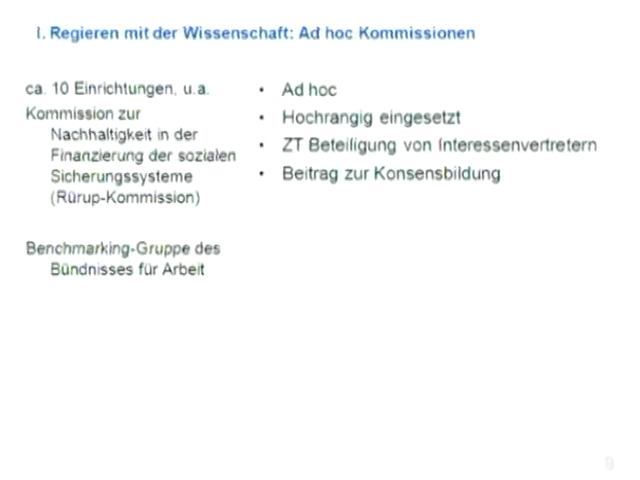 I. Regieren mit der Wissenschaft: Ad hoc Kommissionen
ca. 10 Einrichtungen, u.a.
Kommission zur
Nachhaltigkeit in der
Finanzierung der sozialen
Sicherungssysteme
(Rürup-Kommission)
Benchmarking-Gruppe des
Bündnisses für Arbeit
• Ad hoc
• Hochrangig eingesetzt
• ZT Beteiligung von Interessenvertretern
• Beitrag zur Konsensbildung
9